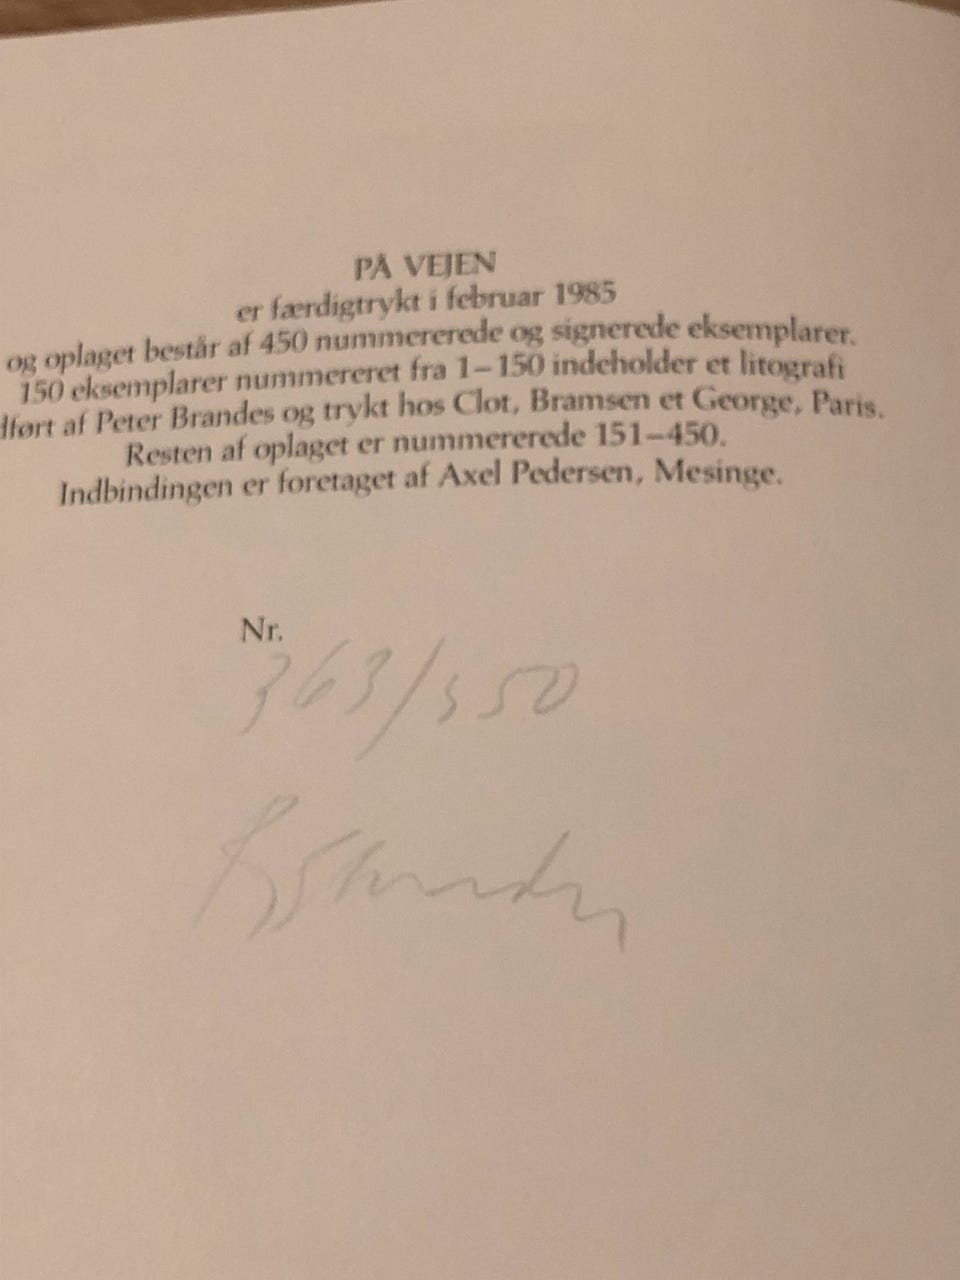 PÅ VEJEN
er færdigtrykt i februar 1985
og oplaget består af 450 nummererede og signerede eksemplarer.
150 eksemplarer nummereret fra 1–150 indeholder et litografi
dført af Peter Brandes og trykt hos Clot, Bramsen et George, Paris.
Resten af oplaget er nummererede 151–450.
Indbindingen er foretaget af Axel Pedersen, Mesinge.
Nr.
363/350